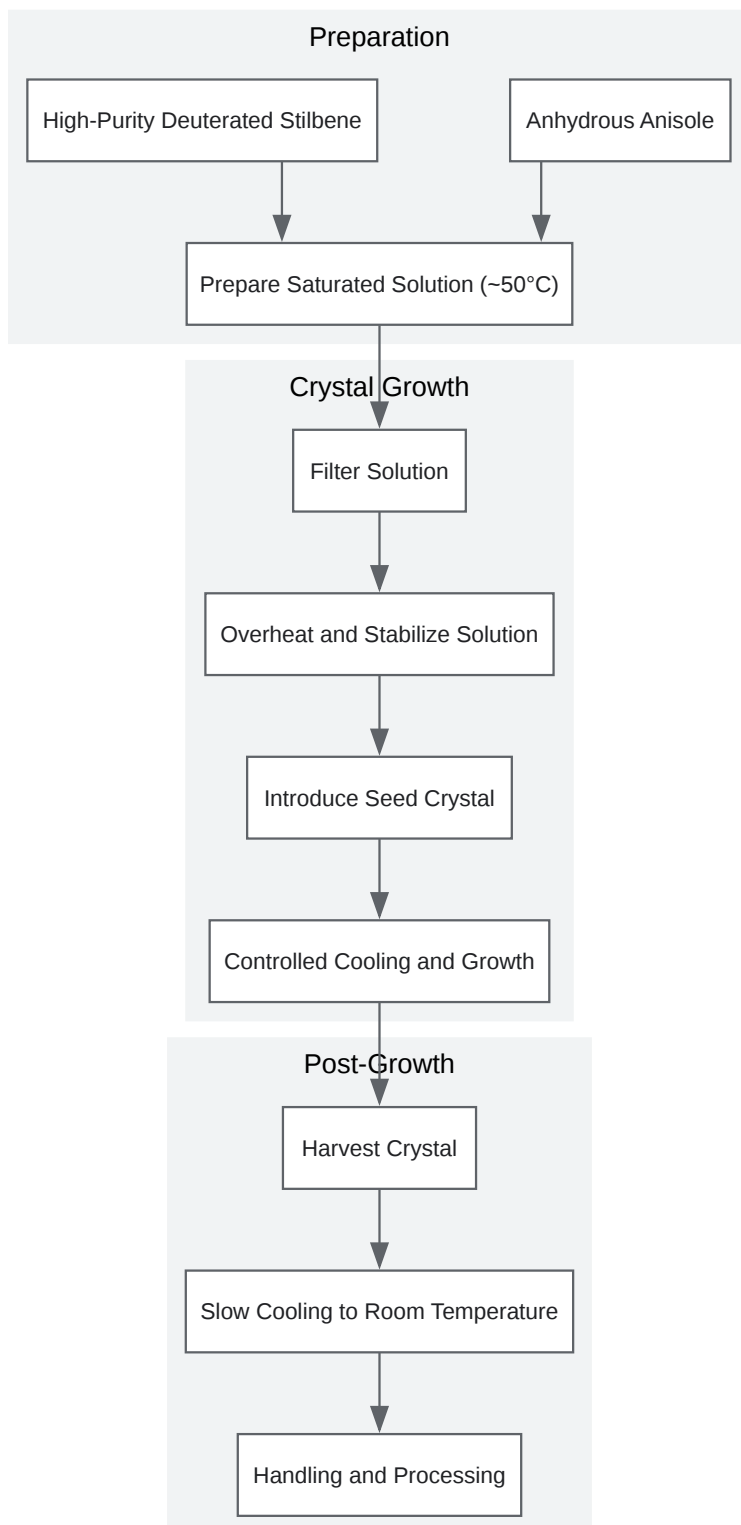 Preparation
High-Purity Deuterated Stilbene
Anhydrous Anisole
Prepare Saturated Solution (~50°C)
Crystal Growth
Filter Solution
Overheat and Stabilize Solution
Introduce Seed Crystal
Controlled Cooling and Growth
Post-Growth
Harvest Crystal
Slow Cooling to Room Temperature
Handling and Processing